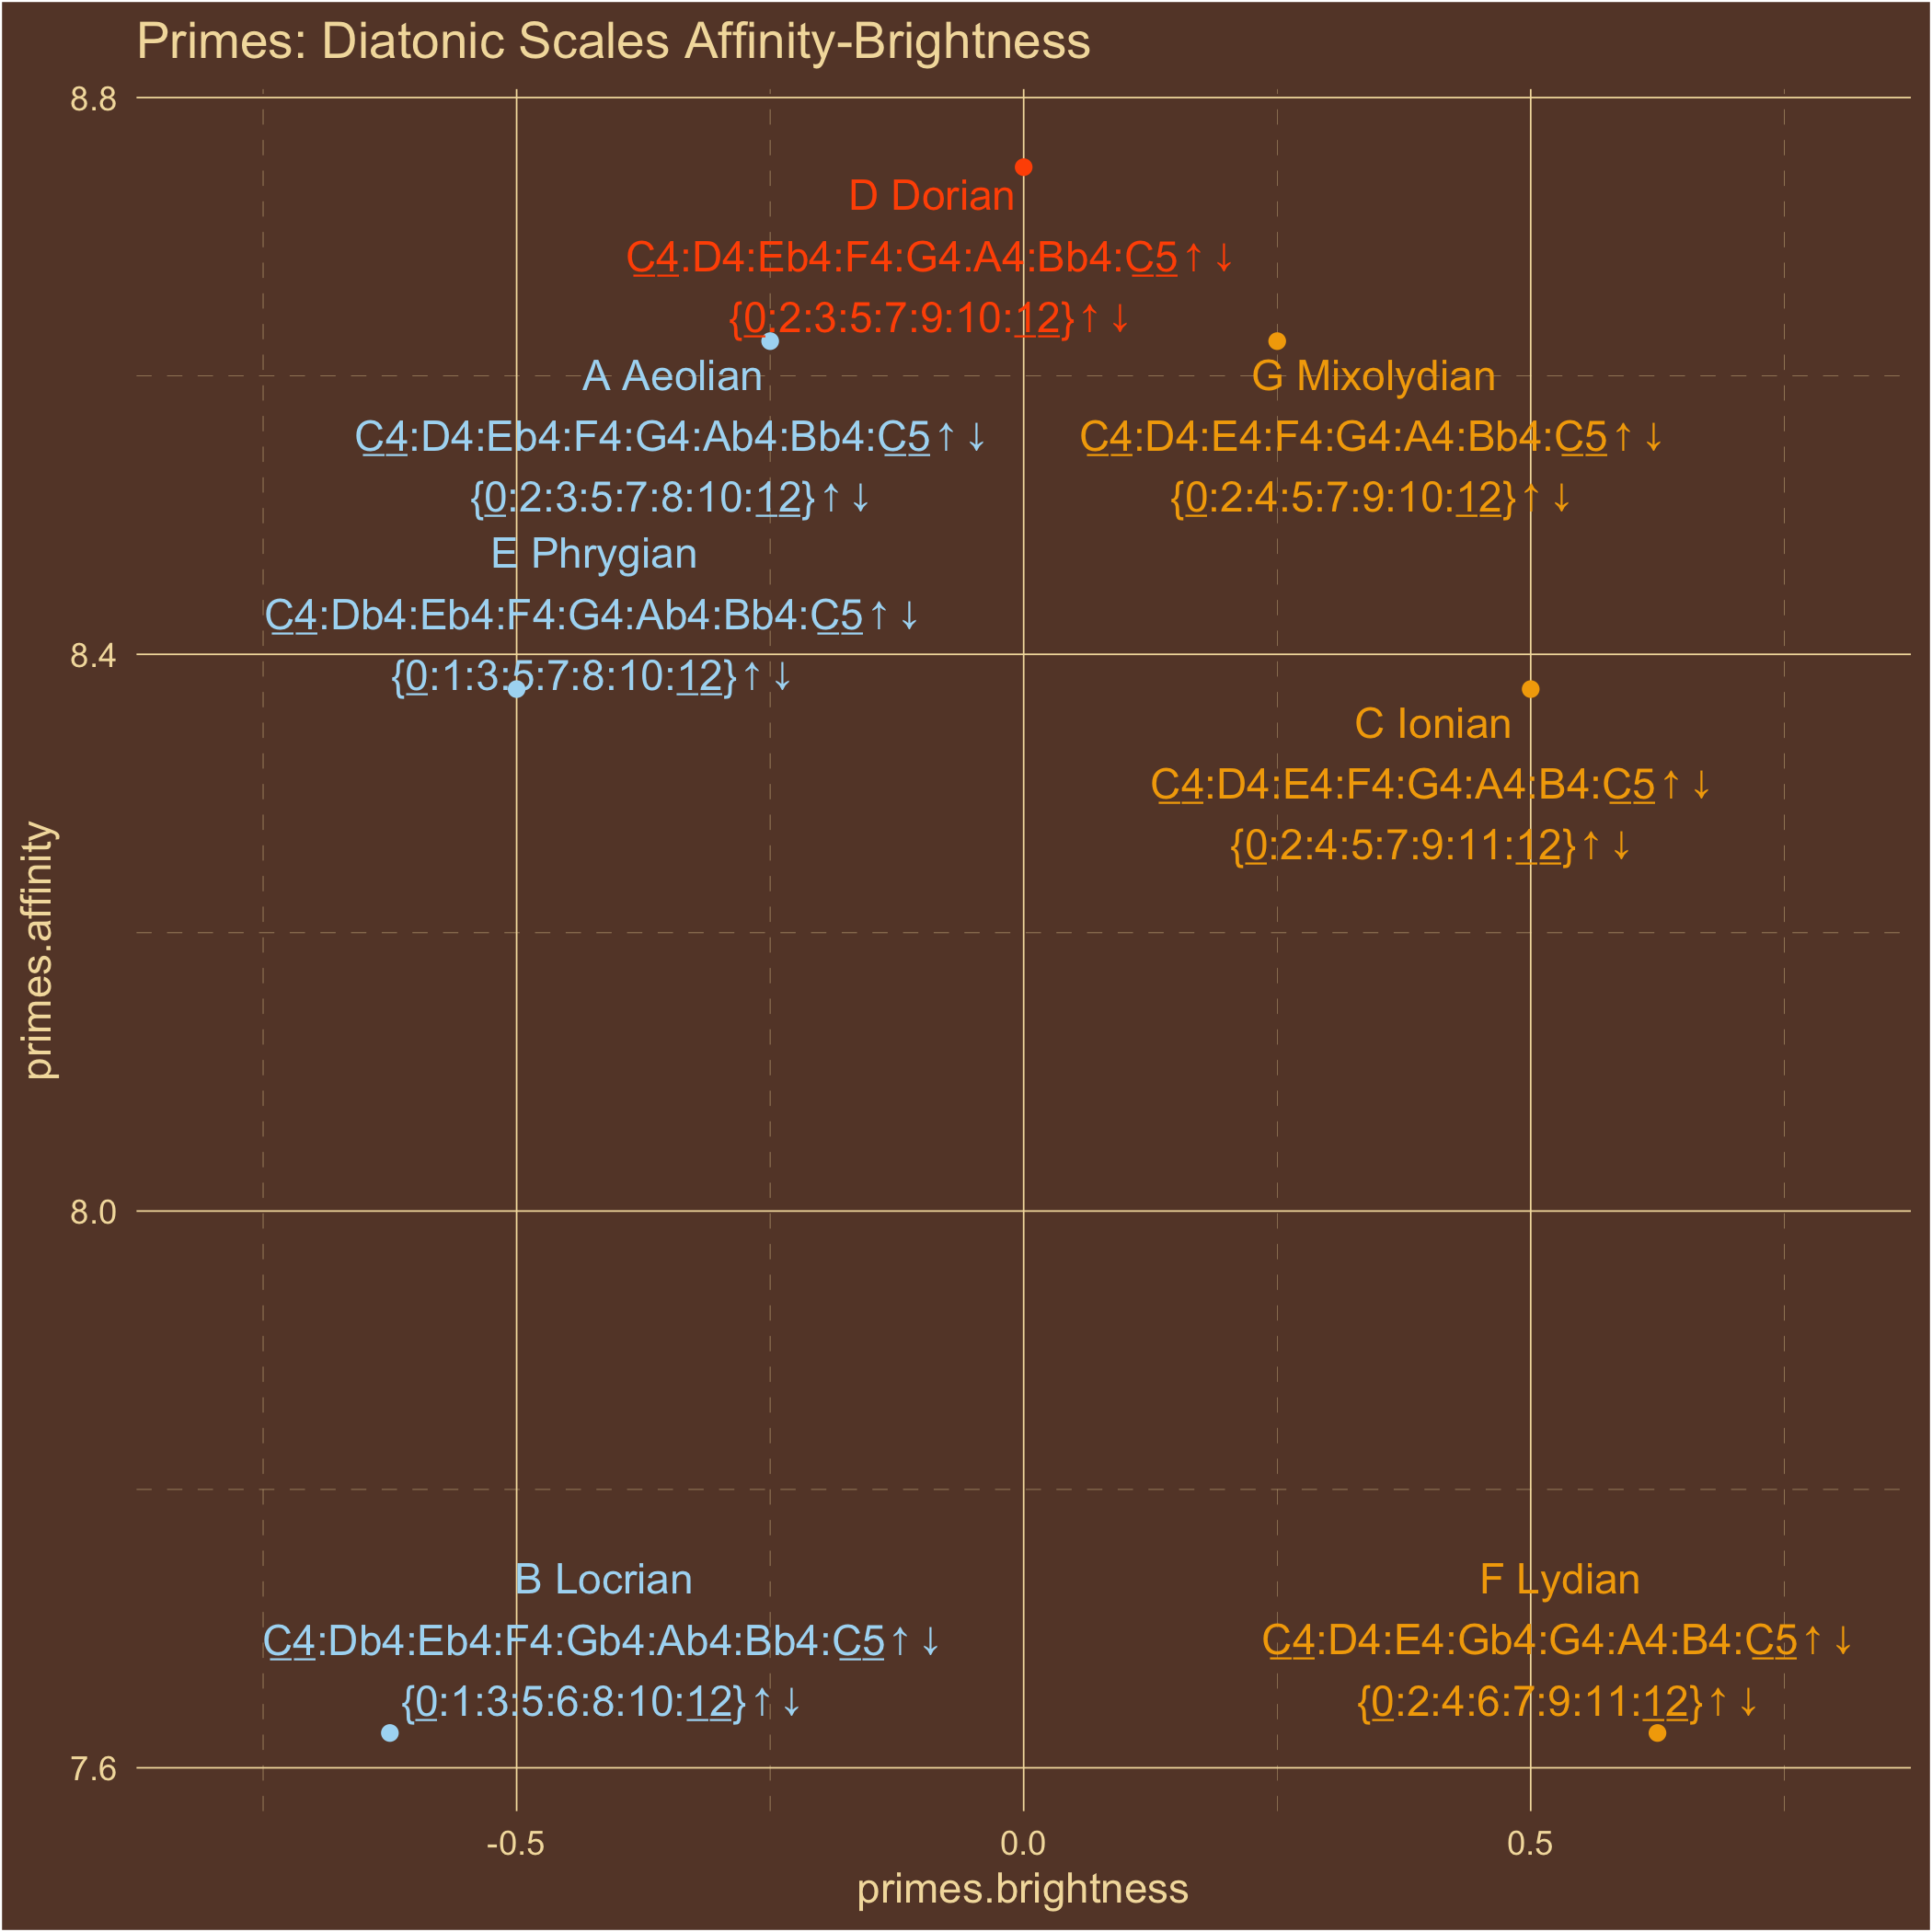 Primes: Diatonic Scales Affinity-Brightness
8.8
D Dorian
C4:D4:Eb4:F4:G4:A4:Bb4:C5↑↓
{0:2:3:5:7:9:10:12}↑↓
A Aeolian
C4:D4:Eb4:F4:G4:Ab4:Bb4:C5↑↓
{0:2:3:5:7:8:10:12}↑↓
G Mixolydian
C4:D4:E4:F4:G4:A4:Bb4:C5↑↓
{0:2:4:5:7:9:10:12}↑↓
E Phrygian
C4:Db4:Eb4:F4:G4:Ab4:Bb4:C5↑↓
{0:1:3:5:7:8:10:12}↑↓
8.4
C Ionian
C4:D4:E4:F4:G4:A4:B4:C5↑↓
{0:2:4:5:7:9:11:12}↑↓
primes.affinity
8.0
B Locrian
C4:Db4:Eb4:F4:Gb4:Ab4:Bb4:C5↑↓
{0:1:3:5:6:8:10:12}↑↓
F Lydian
C4:D4:E4:Gb4:G4:A4:B4:C5↑↓
{0:2:4:6:7:9:11:12}↑↓
7.6
-0.5
0.0
0.5
primes.brightness